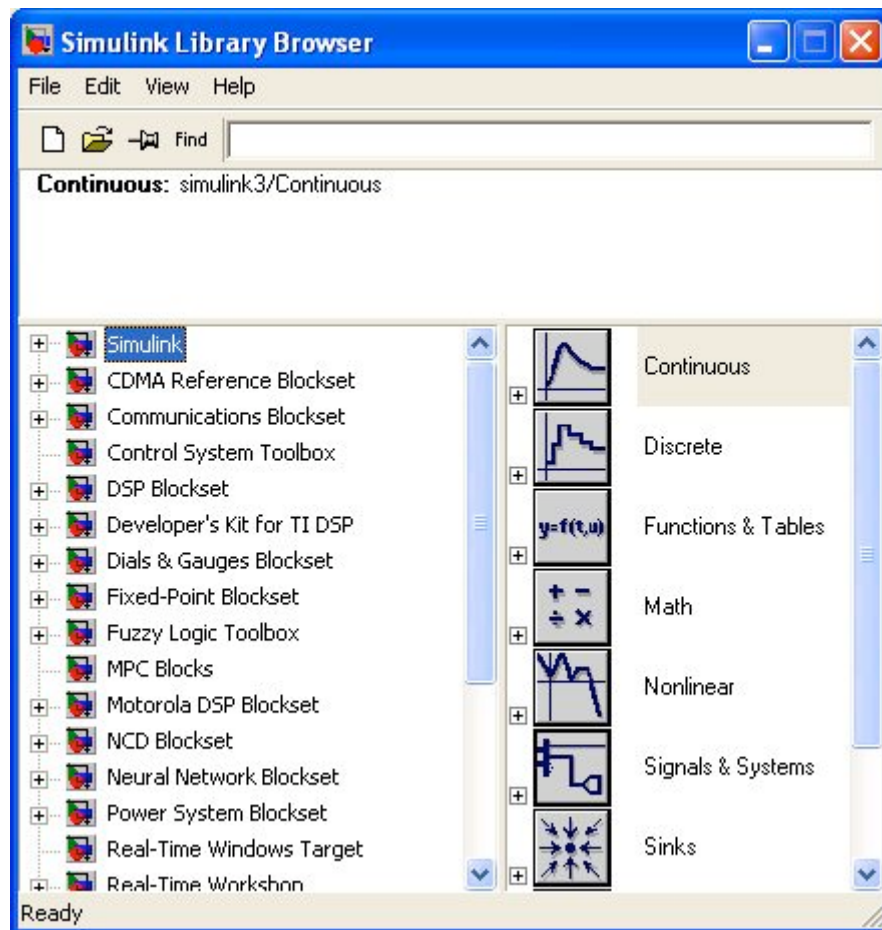 Simulink Library Browser
File Edit View Help
Find
Continuous: simulink3/Continuous
Simulink
CDMA Reference Blockset
Communications Blockset
Control System Toolbox
DSP Blockset
Developer's Kit for TI DSP
Dials & Gauges Blockset
Fixed-Point Blockset
Fuzzy Logic Toolbox
MPC Blocks
Motorola DSP Blockset
NCD Blockset
Neural Network Blockset
Power System Blockset
Real-Time Windows Target
Real-Time Workshop
Continuous
Discrete
y=f(t,u)
Functions & Tables
+ -
÷ x
Math
Nonlinear
Signals & Systems
Sinks
Ready